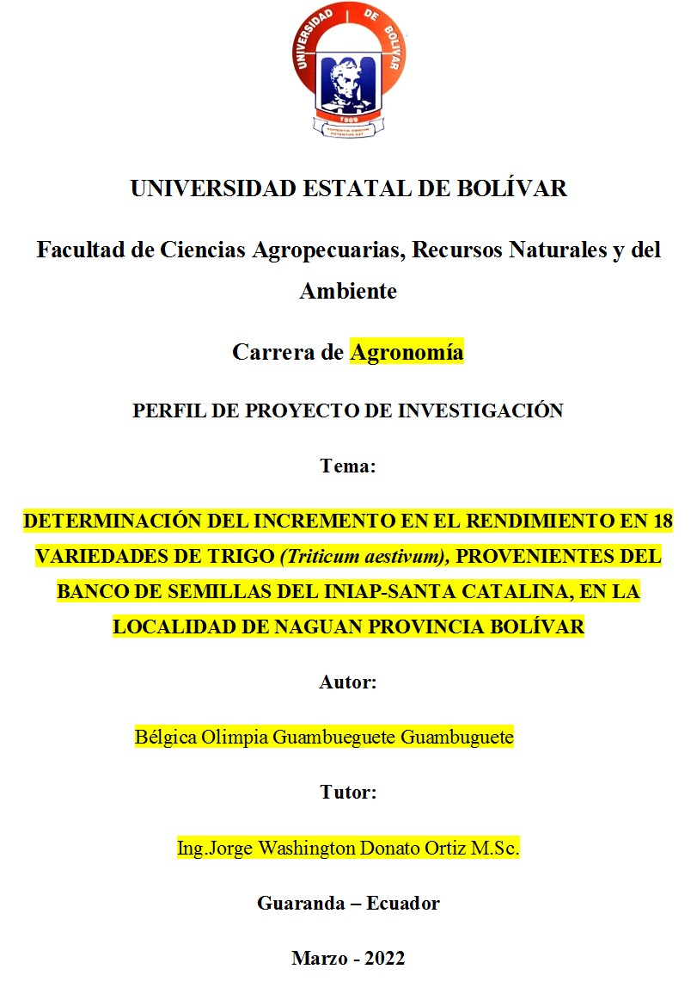 UNIVERSIDAD DE BOLIVAR
1989
SAPIENTIA OMNIUM
POTENTIOR EST
UNIVERSIDAD ESTATAL DE BOLÍVAR
Facultad de Ciencias Agropecuarias, Recursos Naturales y del
Ambiente
Carrera de Agronomía
PERFIL DE PROYECTO DE INVESTIGACIÓN
Tema:
DETERMINACIÓN DEL INCREMENTO EN EL RENDIMIENTO EN 18
VARIEDADES DE TRIGO (Triticum aestivum), PROVENIENTES DEL
BANCO DE SEMILLAS DEL INIAP-SANTA CATALINA, EN LA
LOCALIDAD DE NAGUAN PROVINCIA BOLÍVAR
Autor:
Bélgica Olimpia Guambueguete Guambuguete
Tutor:
Ing.Jorge Washington Donato Ortiz M.Sc.
Guaranda – Ecuador
Marzo - 2022